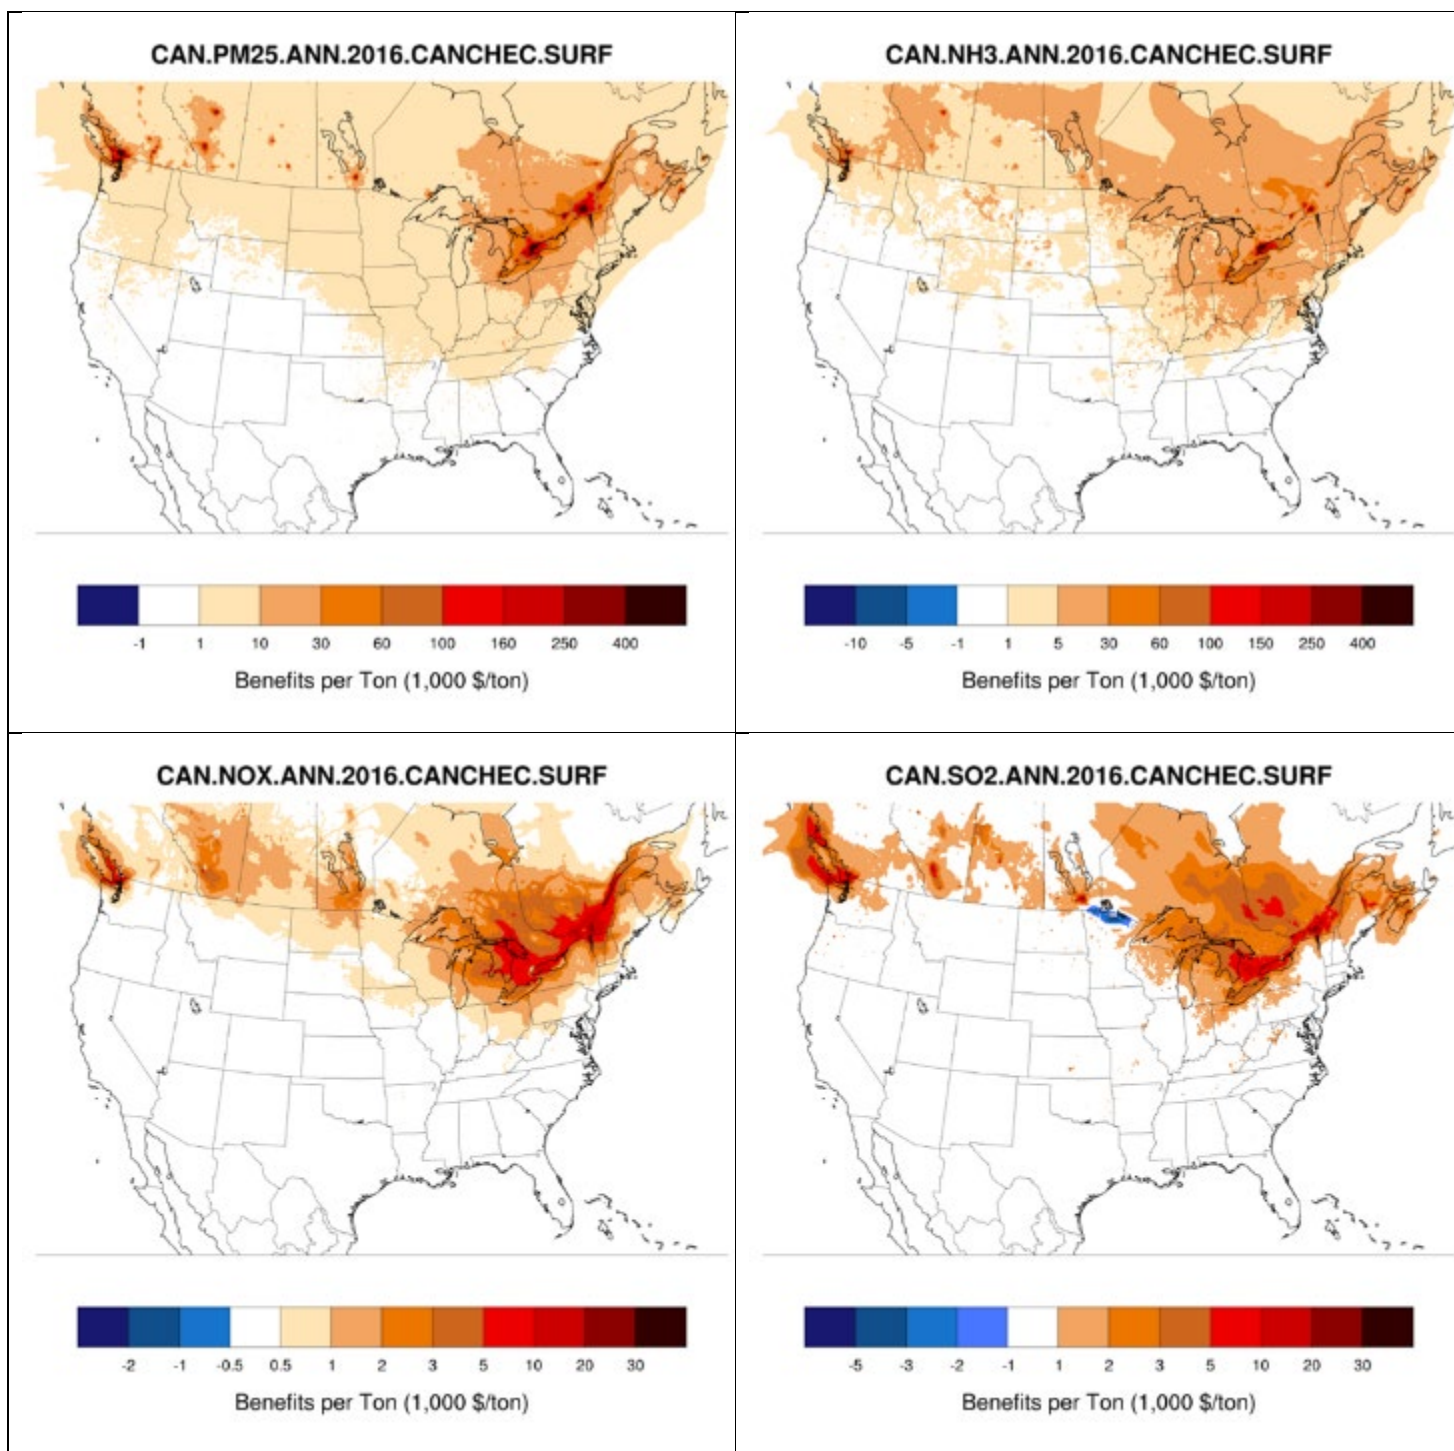 CAN.PM25.ANN.2016.CANCHEC.SURF
-1 1 10 30 60 100 160 250 400
Benefits per Ton (1,000 $/ton)
CAN.NH3.ANN.2016.CANCHEC.SURF
-10 -5 -1 1 5 30 60 100 150 250 400
Benefits per Ton (1,000 $/ton)
CAN.NOX.ANN.2016.CANCHEC.SURF
-2 -1 -0.5 0.5 1 2 3 5 10 20 30
Benefits per Ton (1,000 $/ton)
CAN.SO2.ANN.2016.CANCHEC.SURF
-5 -3 -2 -1 1 2 3 5 10 20 30
Benefits per Ton (1,000 $/ton)